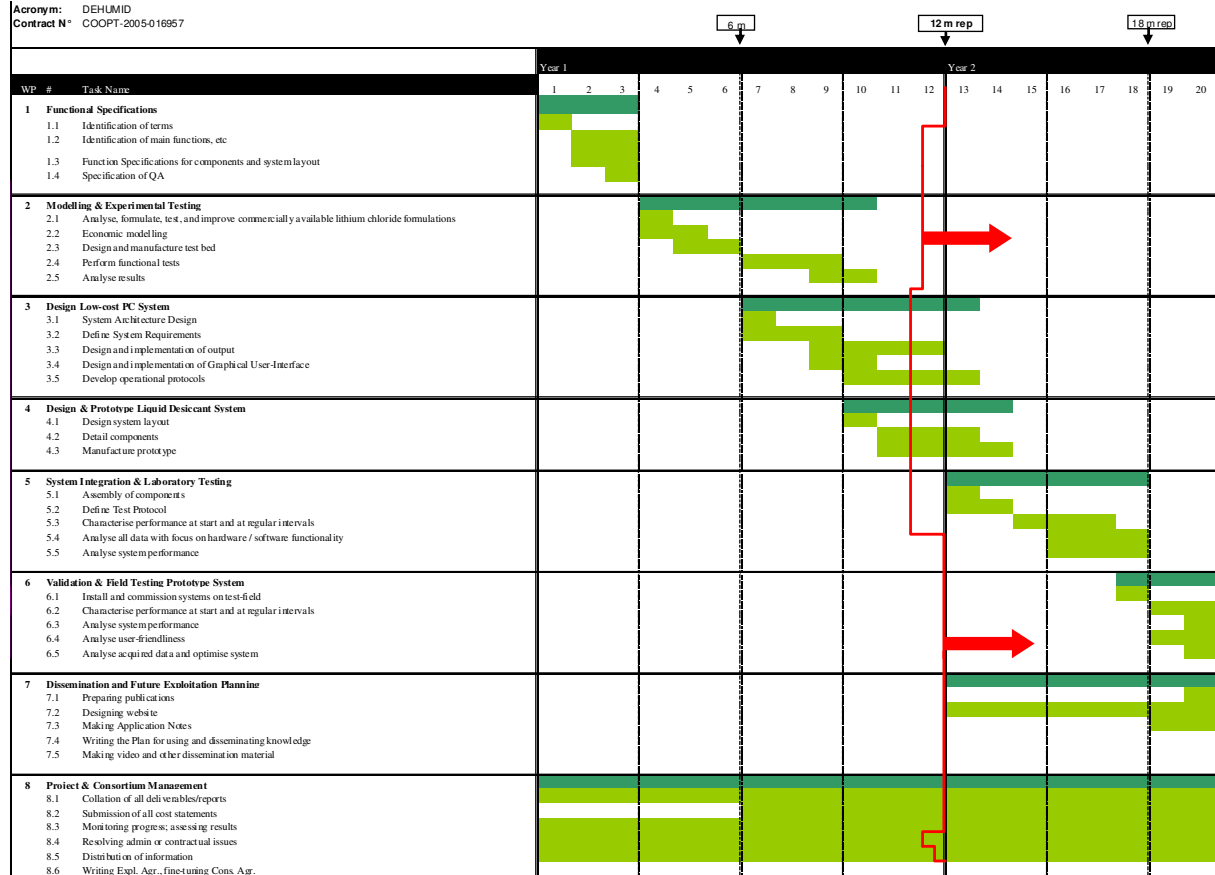 Acronym: DEHUMID
Contract N° COOPT-2005-016957
6 m
12 m rep
18 m rep
Year 1 Year 2
WP # Task Name 1 2 3 4 5 6 7 8 9 10 11 12 13 14 15 16 17 18 19 20
1 Functional Specifications
1.1 Identification of terms
1.2 Identification of main functions, etc
1.3 Function Specifications for components and system layout
1.4 Specification of QA
2 Modelling & Experimental Testing
2.1 Analyse, formulate, test, and improve commercially available lithium chloride formulations
2.2 Economic modelling
2.3 Design and manufacture test bed
2.4 Perform functional tests
2.5 Analyse results
3 Design Low-cost PC System
3.1 System Architecture Design
3.2 Define System Requirements
3.3 Design and implementation of output
3.4 Design and implementation of Graphical User-Interface
3.5 Develop operational protocols
4 Design & Prototype Liquid Desiccant System
4.1 Design system layout
4.2 Detail components
4.3 Manufacture prototype
5 System Integration & Laboratory Testing
5.1 Assembly of components
5.2 Define Test Protocol
5.3 Characterise performance at start and at regular intervals
5.4 Analyse all data with focus on hardware / software functionality
5.5 Analyse system performance
6 Validation & Field Testing Prototype System
6.1 Install and commission systems on test-field
6.2 Characterise performance at start and at regular intervals
6.3 Analyse system performance
6.4 Analyse user-friendliness
6.5 Analyse acquired data and optimise system
7 Dissemination and Future Exploitation Planning
7.1 Preparing publications
7.2 Designing website
7.3 Making Application Notes
7.4 Writing the Plan for using and disseminating knowledge
7.5 Making video and other dissemination material
8 Project & Consortium Management
8.1 Collation of all deliverables/reports
8.2 Submission of all cost statements
8.3 Monitoring progress; assessing results
8.4 Resolving admin or contractual issues
8.5 Distribution of information
8.6 Writing Expl. Agr., fine-tuning Cons. Agr.